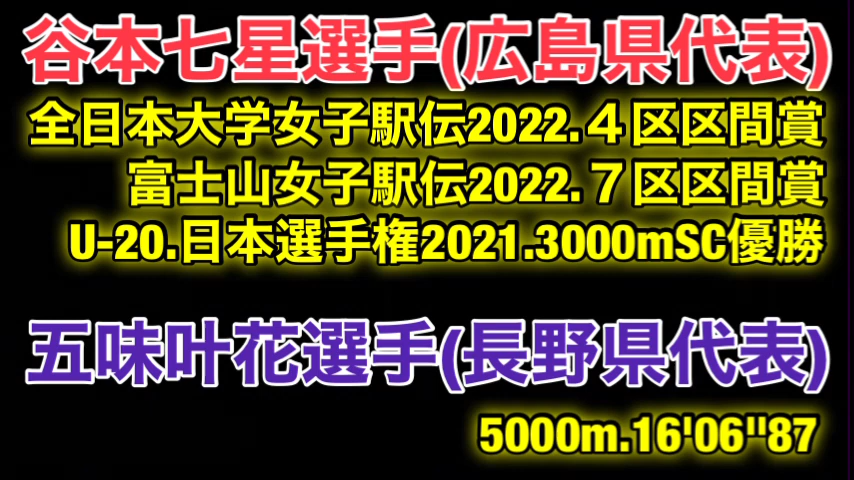 谷本七星選手(広島県代表)
全日本大学女子駅伝2022.４区区間賞
富士山女子駅伝2022.７区区間賞
U-20.日本選手権2021.3000mSC優勝
五味叶花選手(長野県代表)
5000m.16'06"87